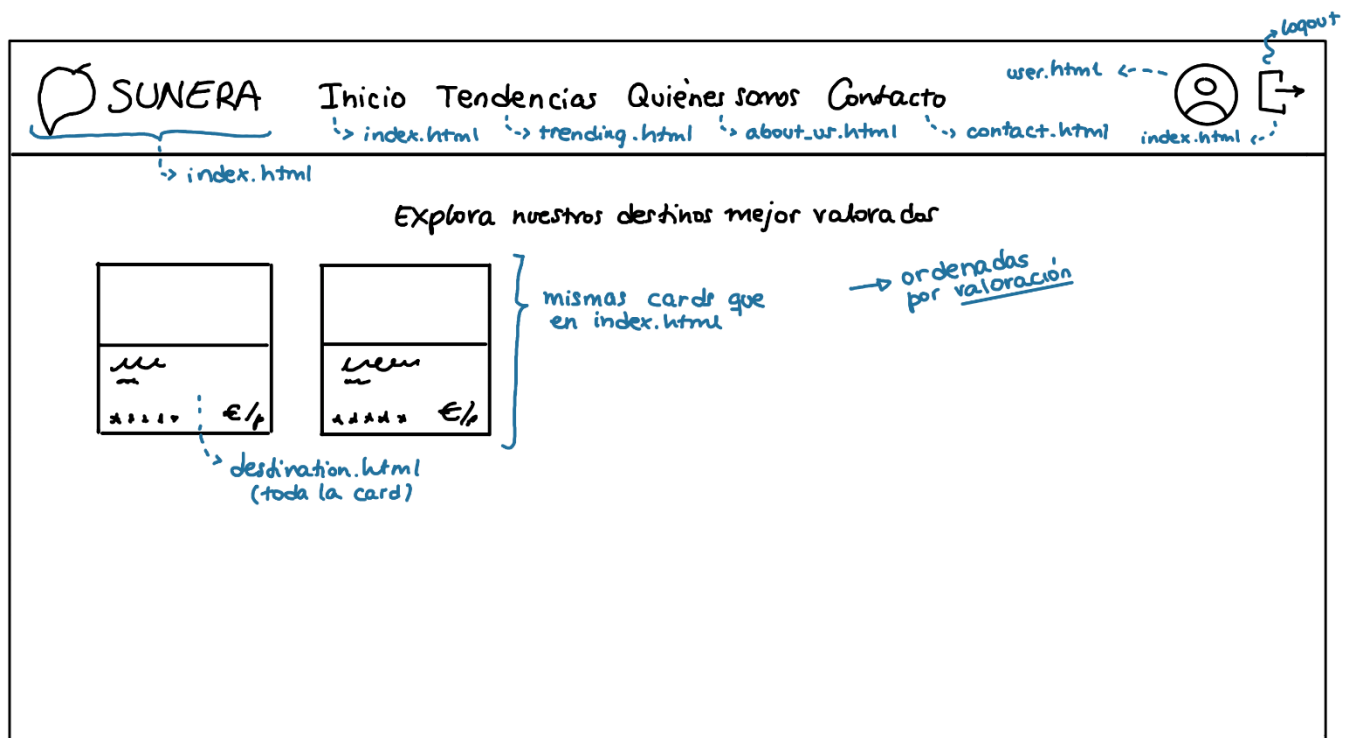 logout
SUNERA Inicio Tendencias Quiénes somos Contacto
user.html
index.html trending.html about_us.html contact.html index.html
index.html
Explora nuestros destinos mejor valorados
mismas cards que
en index.html
ordenadas
por valoración
€/p €/p
destination.html
(toda la card)